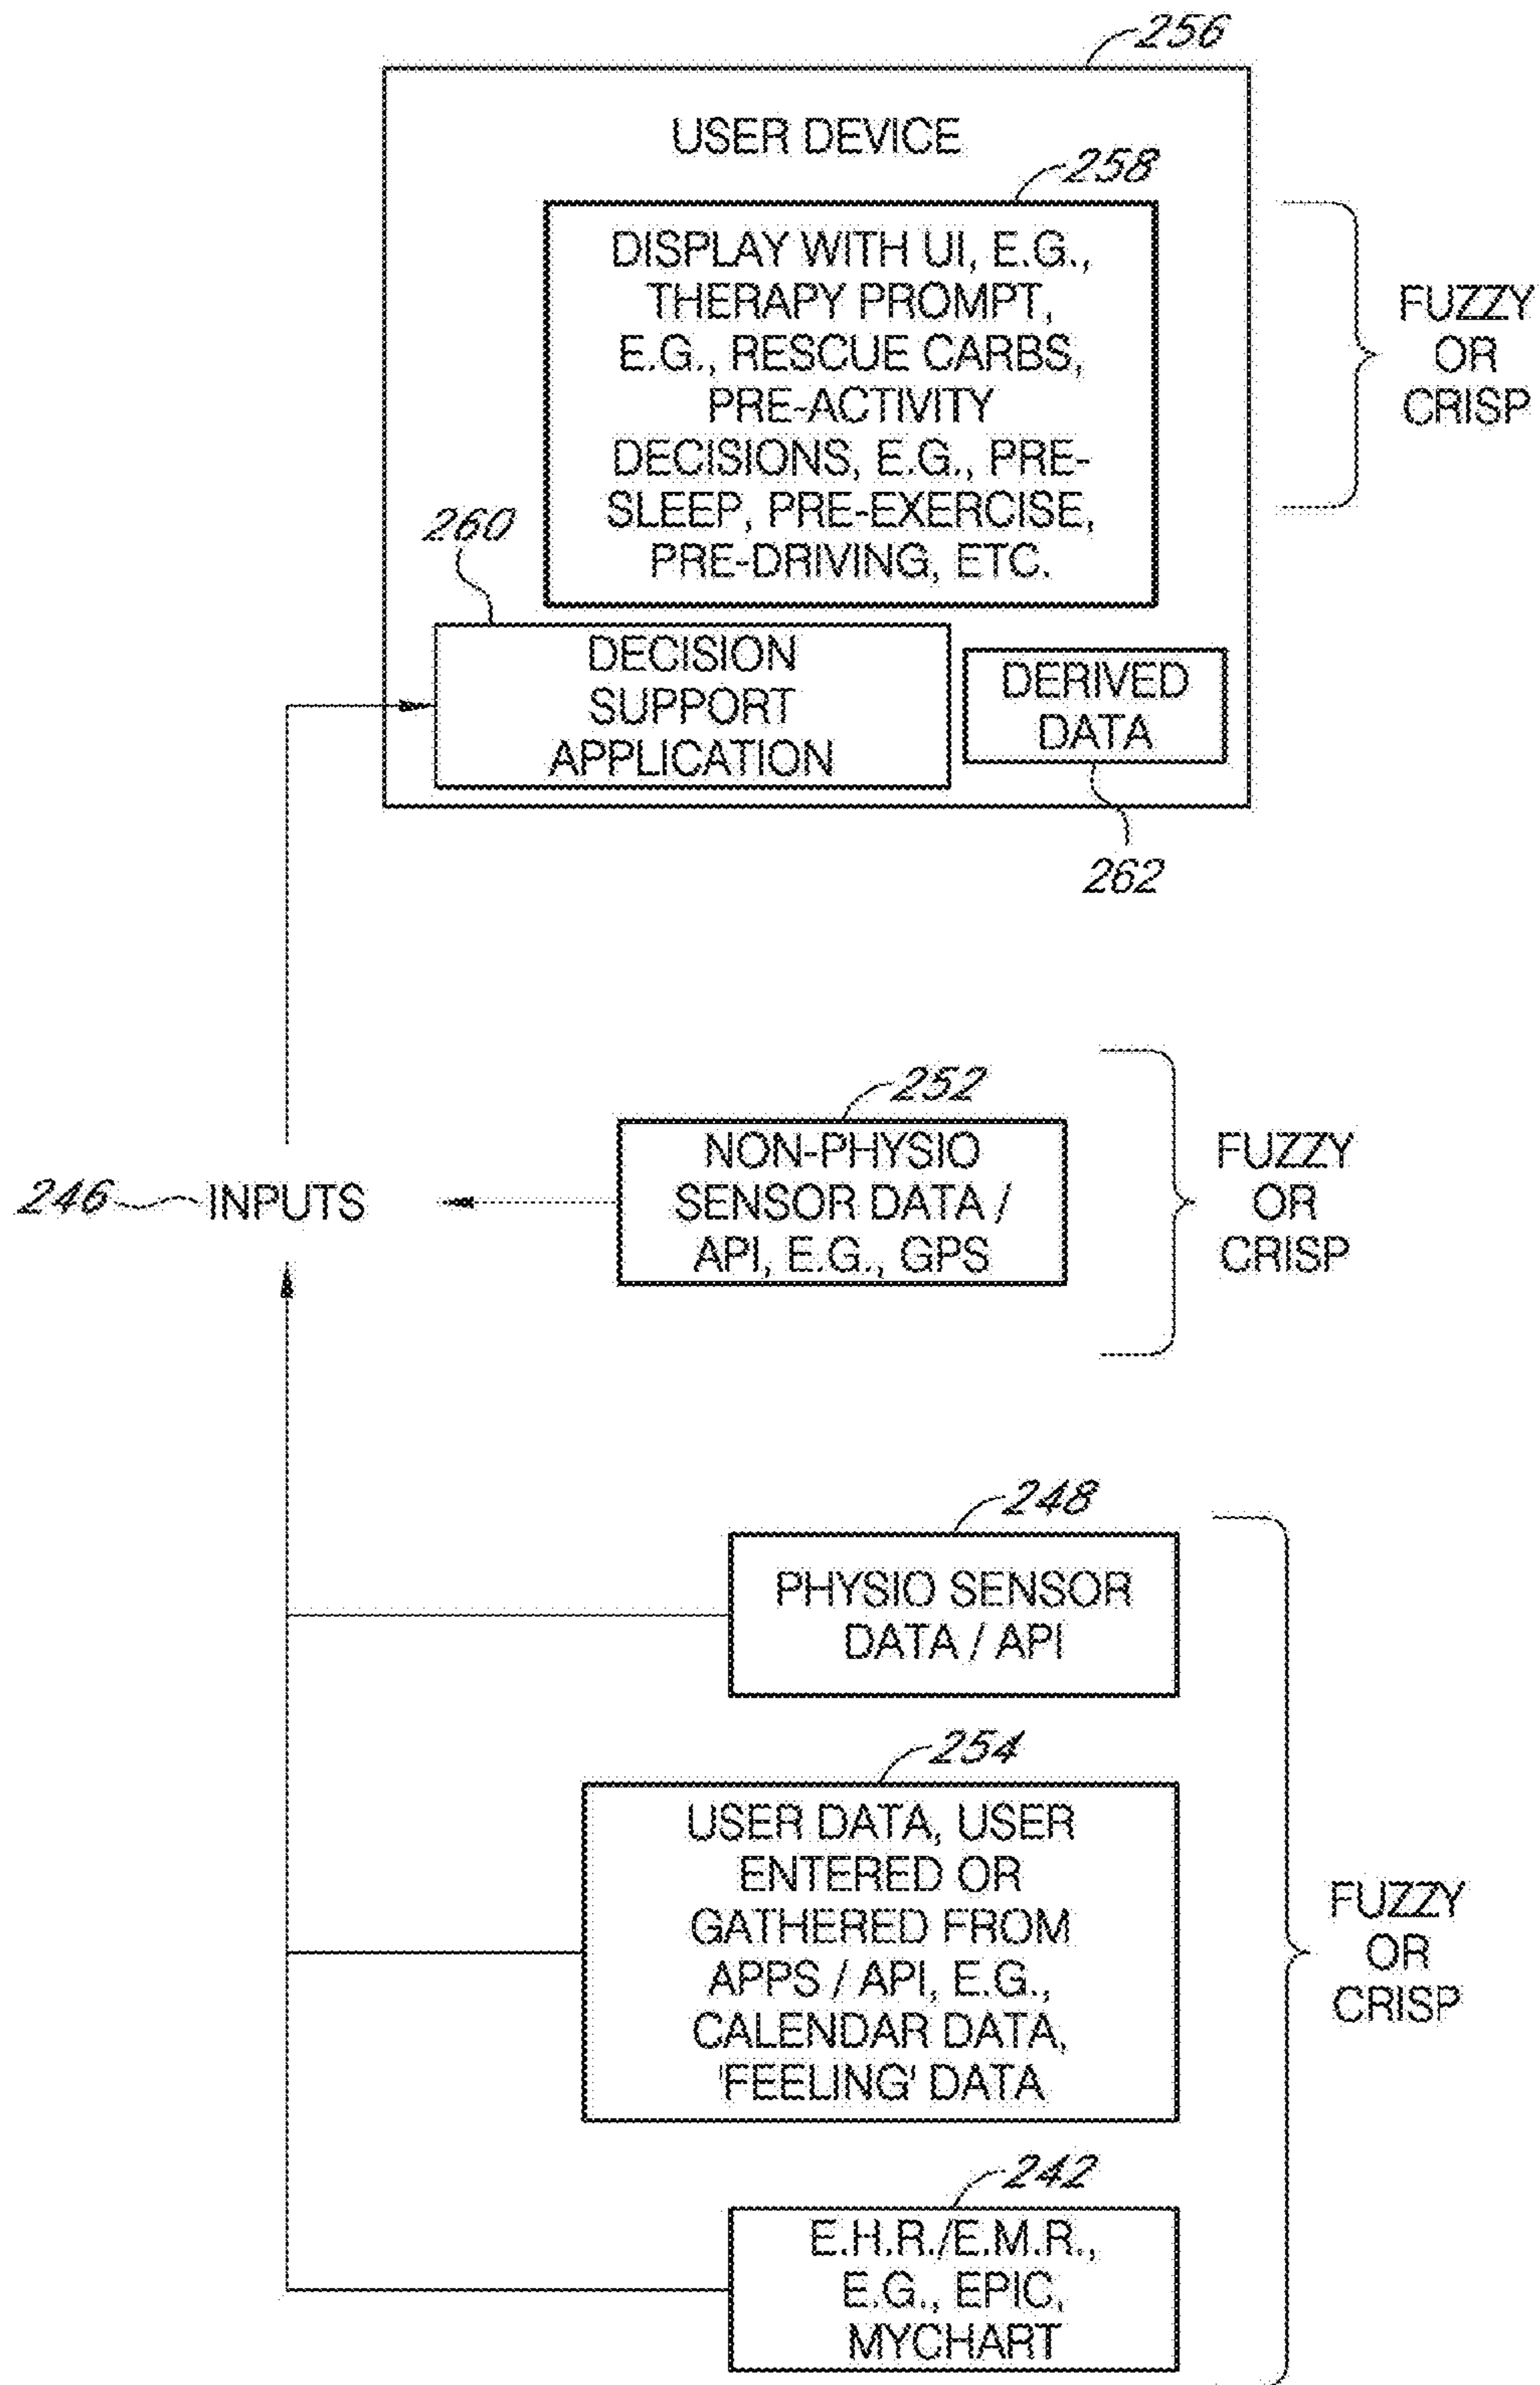 256
USER DEVICE
258
DISPLAY WITH UI, E.G.,
THERAPY PROMPT,
E.G., RESCUE CARBS,
PRE-ACTIVITY
DECISIONS, E.G., PRE-
SLEEP, PRE-EXERCISE,
PRE-DRIVING, ETC.
FUZZY
OR
CRISP
260
DECISION
SUPPORT
APPLICATION
DERIVED
DATA
262
252
NON-PHYSIO
SENSOR DATA /
API, E.G., GPS
FUZZY
OR
CRISP
246 INPUTS
248
PHYSIO SENSOR
DATA / API
254
USER DATA, USER
ENTERED OR
GATHERED FROM
APPS / API, E.G.,
CALENDAR DATA,
'FEELING' DATA
FUZZY
OR
CRISP
242
E.H.R./E.M.R.,
E.G., EPIC,
MYCHART